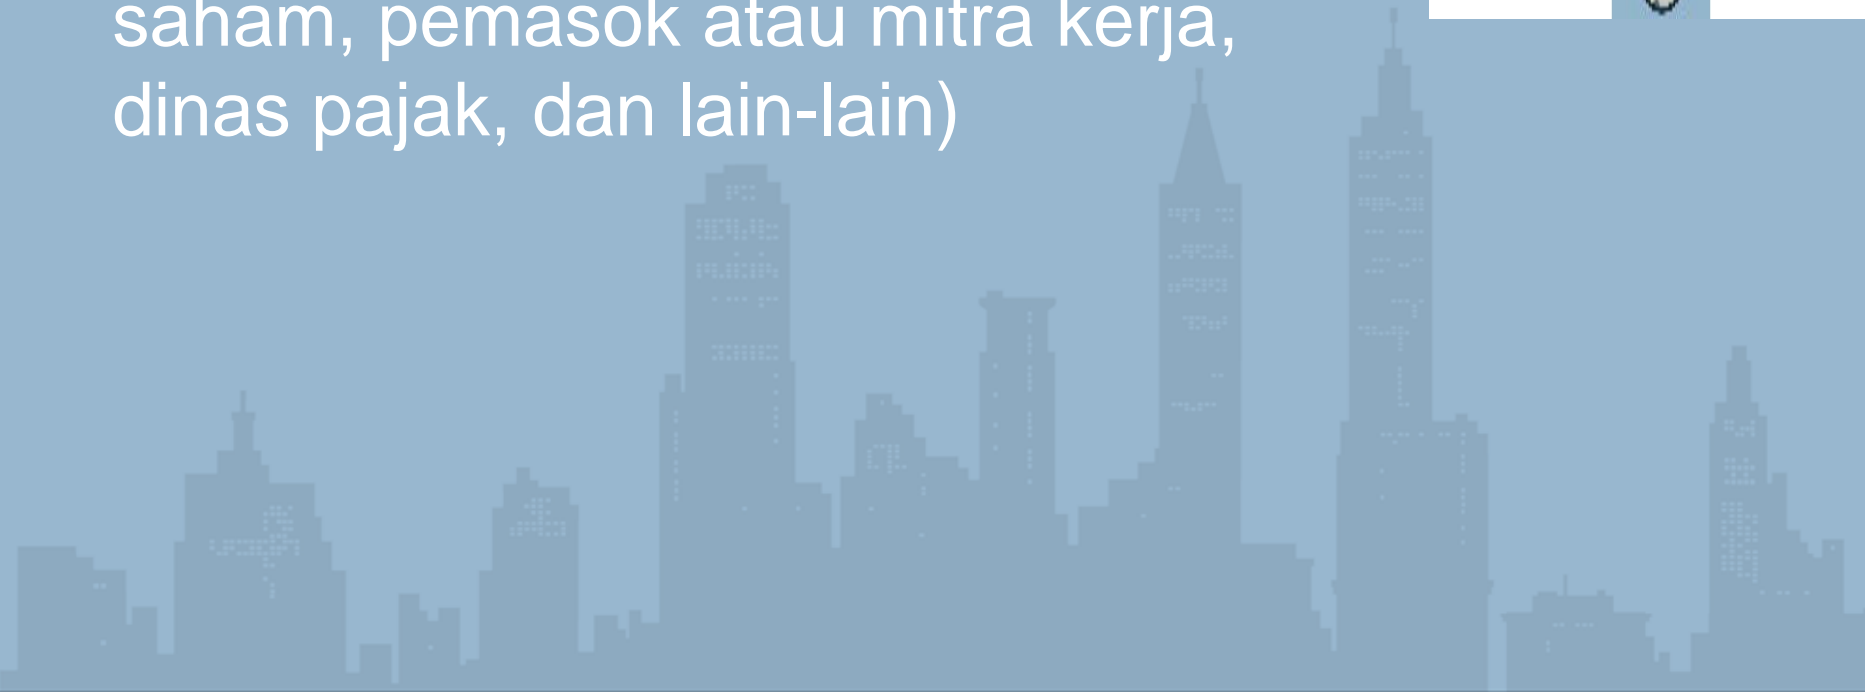 saham, pemasok atau mitra kerja,
dinas pajak, dan lain-lain)